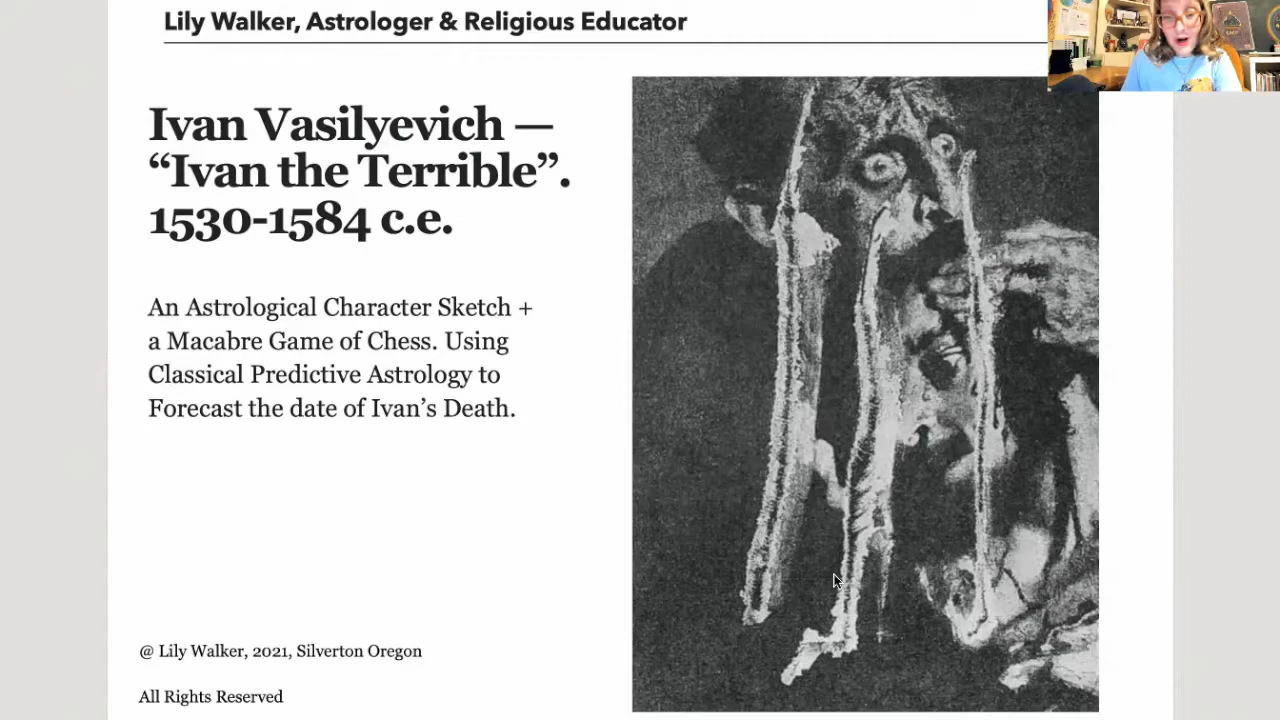 Lily Walker, Astrologer & Religious Educator
Ivan Vasilyevich —
“Ivan the Terrible”.
1530-1584 c.e.
An Astrological Character Sketch +
a Macabre Game of Chess. Using
Classical Predictive Astrology to
Forecast the date of Ivan’s Death.
@ Lily Walker, 2021, Silverton Oregon
All Rights Reserved